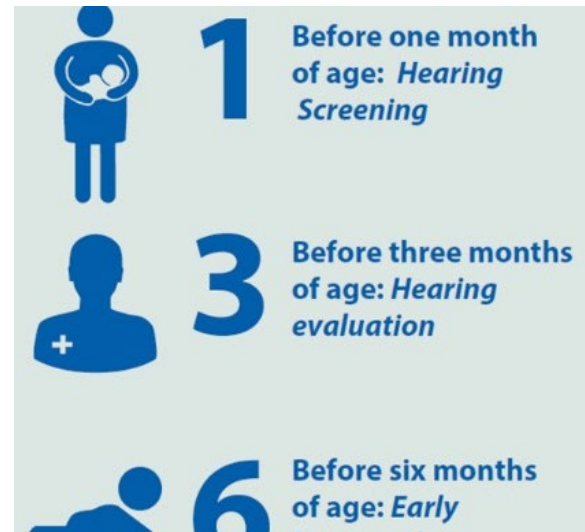 1
Before one month
of age: Hearing
Screening
3
Before three months
of age: Hearing
evaluation
6
Before six months
of age: Early